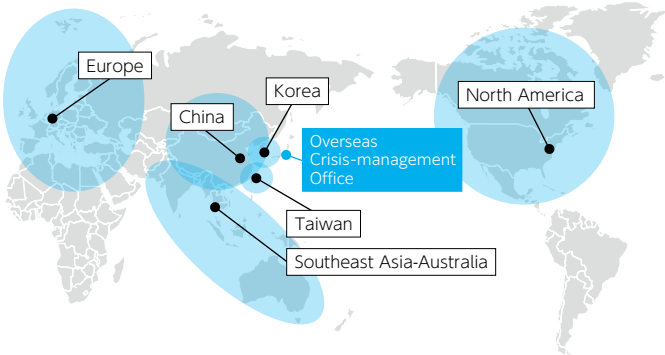 Europe
Korea
North America
China
Overseas
Crisis-management
Office
Taiwan
Southeast Asia-Australia